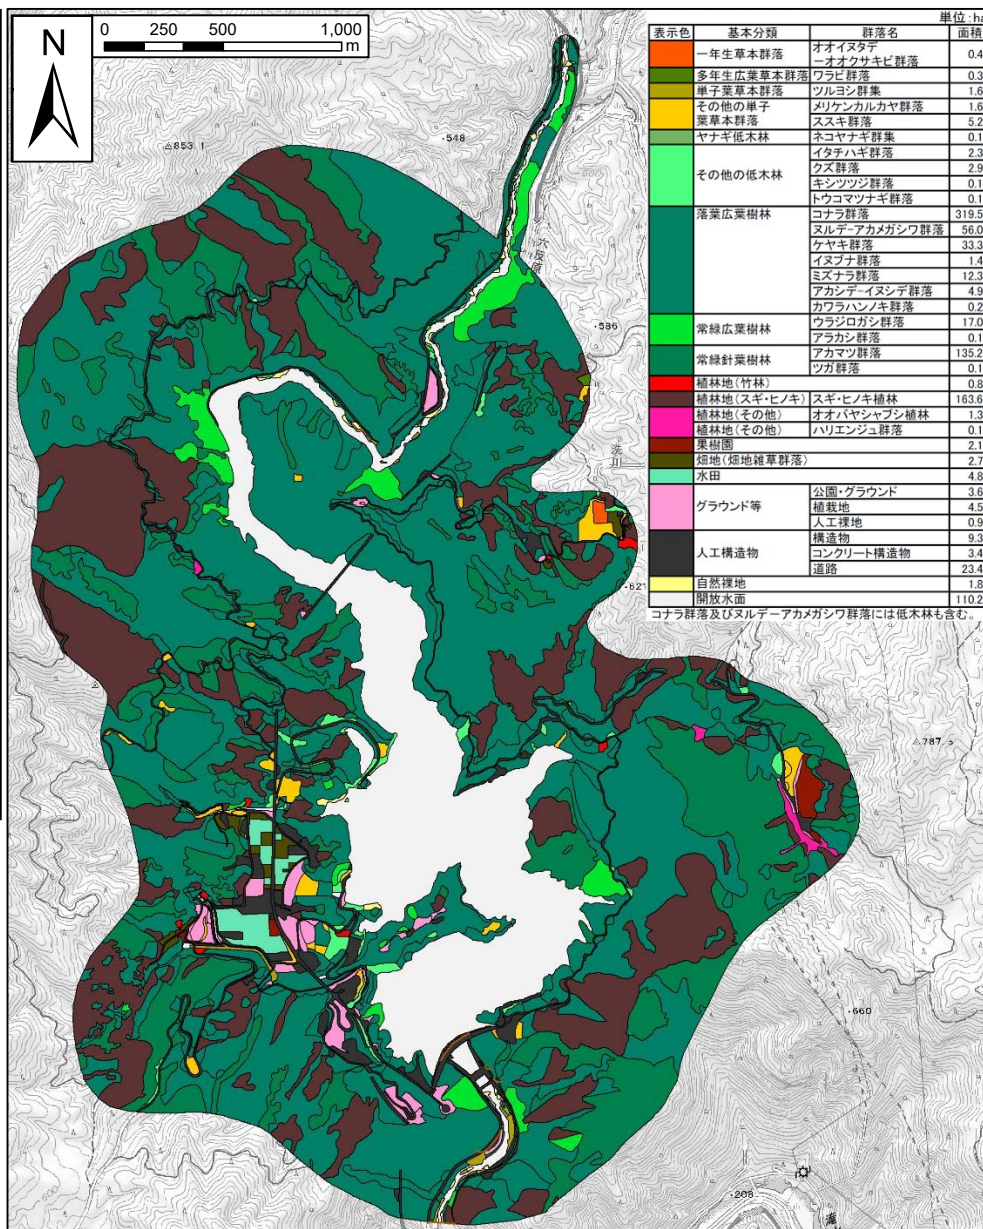 N
0 250 500 1,000
m
単位:ha
表示色 基本分類 群落名 面積
一年生草本群落 オオイヌタデ
ーオオクサキビ群落 0.4
多年生広葉草本群落 ワラビ群落 0.3
単子葉草本群落 ツルヨシ群集 1.6
その他の単子 メリケンカルカヤ群落 1.6
葉草本群落 ススキ群落 5.2
ヤナギ低木林 ネコヤナギ群集 0.1
その他の低木林 イタチハギ群落 2.3
クズ群落 2.9
キシツツジ群落 0.1
トウコマツナギ群落 0.1
落葉広葉樹林 コナラ群落 319.5
ヌルデーアカメガシワ群落 56.0
ケヤキ群落 33.3
イヌブナ群落 1.4
ミズナラ群落 12.3
アカシデーイヌシデ群落 4.9
カワラハンノキ群落 0.2
常緑広葉樹林 ウラジロガシ群落 17.0
アラカシ群落 0.1
常緑針葉樹林 アカマツ群落 135.2
ツガ群落 0.1
植林地(竹林) 0.8
植林地(スギ・ヒノキ) スギ・ヒノキ植林 163.6
植林地(その他) オオバヤシャブシ植林 1.3
植林地(その他) ハリエンジュ群落 0.1
果樹園 2.1
畑地(畑地雑草群落) 2.7
水田 4.8
グラウンド等 公園・グラウンド 3.6
植栽地 4.5
人工裸地 0.9
人工構造物 構造物 9.3
コンクリート構造物 3.4
道路 23.4
自然裸地 1.8
開放水面 110.2
コナラ群落及びヌルデーアカメガシワ群落には低木林も含む。
853.1
548
六反原
586
洗川
621
787.5
660
208
600